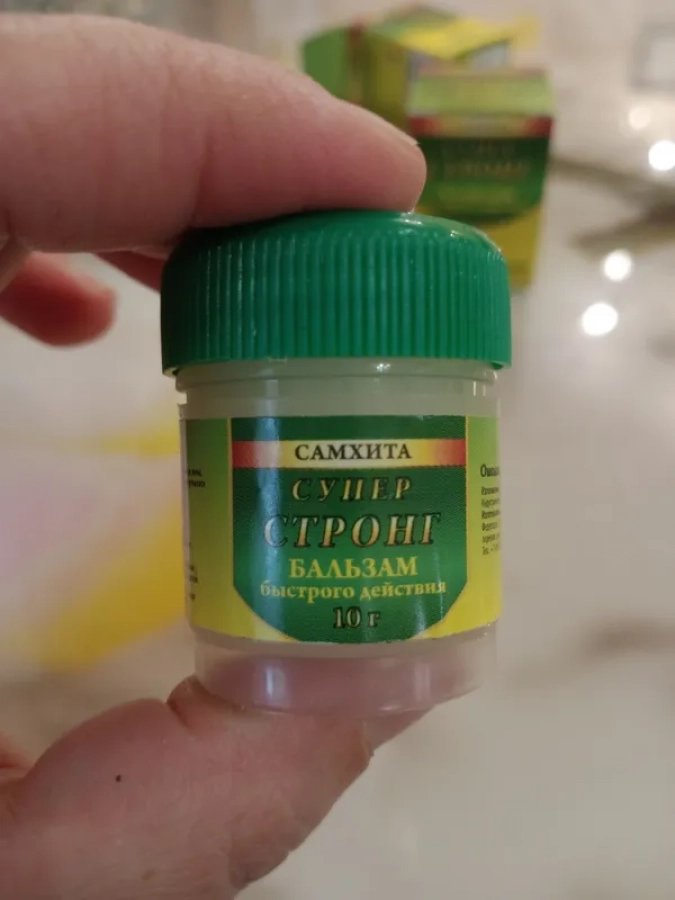 САМХИТА
СУПЕР
СТРОНГ
БАЛЬЗАМ
быстрого действия
10 г